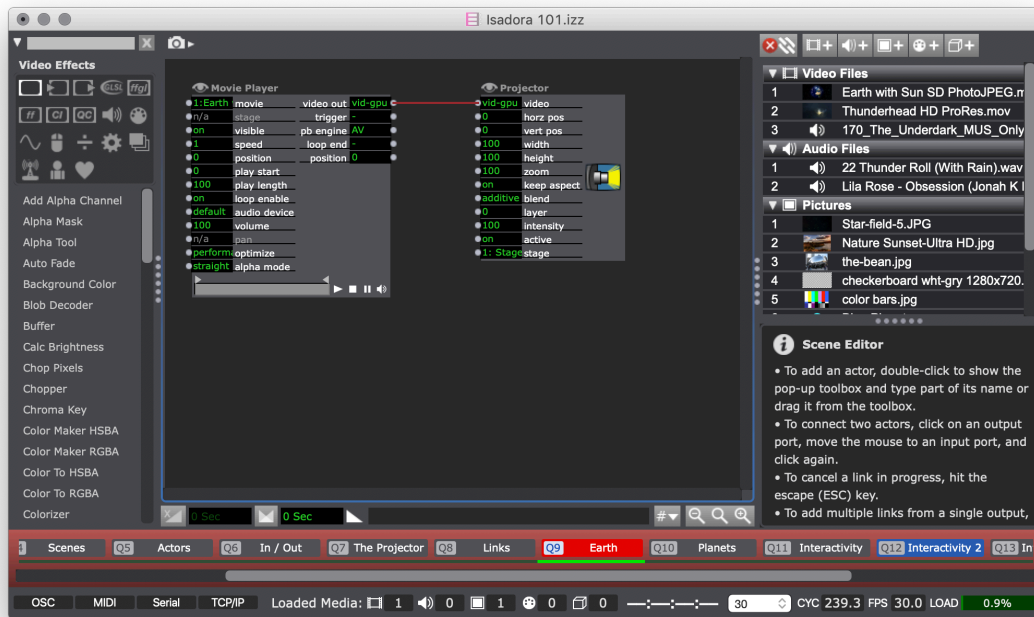 Isadora 101.izz
X
Video Effects
GLSL ffgl
ff CI QC
Add Alpha Channel
Alpha Mask
Alpha Tool
Auto Fade
Background Color
Blob Decoder
Buffer
Calc Brightness
Chop Pixels
Chopper
Chroma Key
Color Maker HSBA
Color Maker RGBA
Color To HSBA
Color To RGBA
Colorizer
Movie Player
1:Earth movie video out vid-gpu
n/a stage trigger -
on visible pb engine AV
1 speed loop end -
0 position position 0
0 play start
100 play length
on loop enable
default audio device
100 volume
n/a pan
performa optimize
straight alpha mode
Projector
vid-gpu video
0 horz pos
0 vert pos
100 width
100 height
100 zoom
on keep aspect
additive blend
0 layer
100 intensity
on active
1: Stage stage
0 Sec 0 Sec #
Video Files
1 Earth with Sun SD PhotoJPEG.m
2 Thunderhead HD ProRes.mov
3 170_The_Underdark_MUS_Only
Audio Files
1 22 Thunder Roll (With Rain).wav
2 Lila Rose - Obsession (Jonah K
Pictures
1 Star-field-5.JPG
2 Nature Sunset-Ultra HD.jpg
3 the-bean.jpg
4 checkerboard wht-gry 1280x720.
5 color bars.jpg
i Scene Editor
• To add an actor, double-click to show the
pop-up toolbox and type part of its name or
drag it from the toolbox.
• To connect two actors, click on an output
port, move the mouse to an input port, and
click again.
• To cancel a link in progress, hit the
escape (ESC) key.
• To add multiple links from a single output,
Scenes Q5 Actors Q6 In / Out Q7 The Projector Q8 Links Q9 Earth Q10 Planets Q11 Interactivity Q12 Interactivity 2 Q13 In
OSC MIDI Serial TCP/IP Loaded Media: 1 0 1 0 0 —:—:—:— 30 CYC 239.3 FPS 30.0 LOAD 0.9%